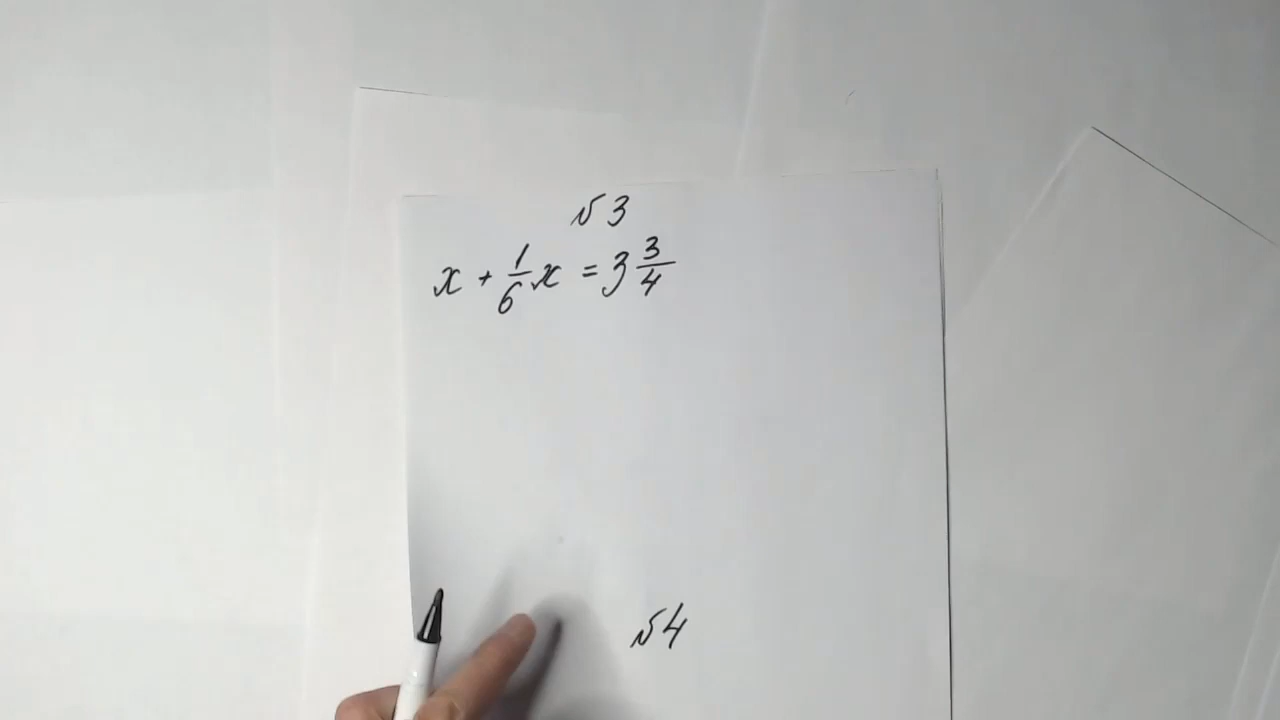 №3
x + 1/6 x = 3 3/4
№4